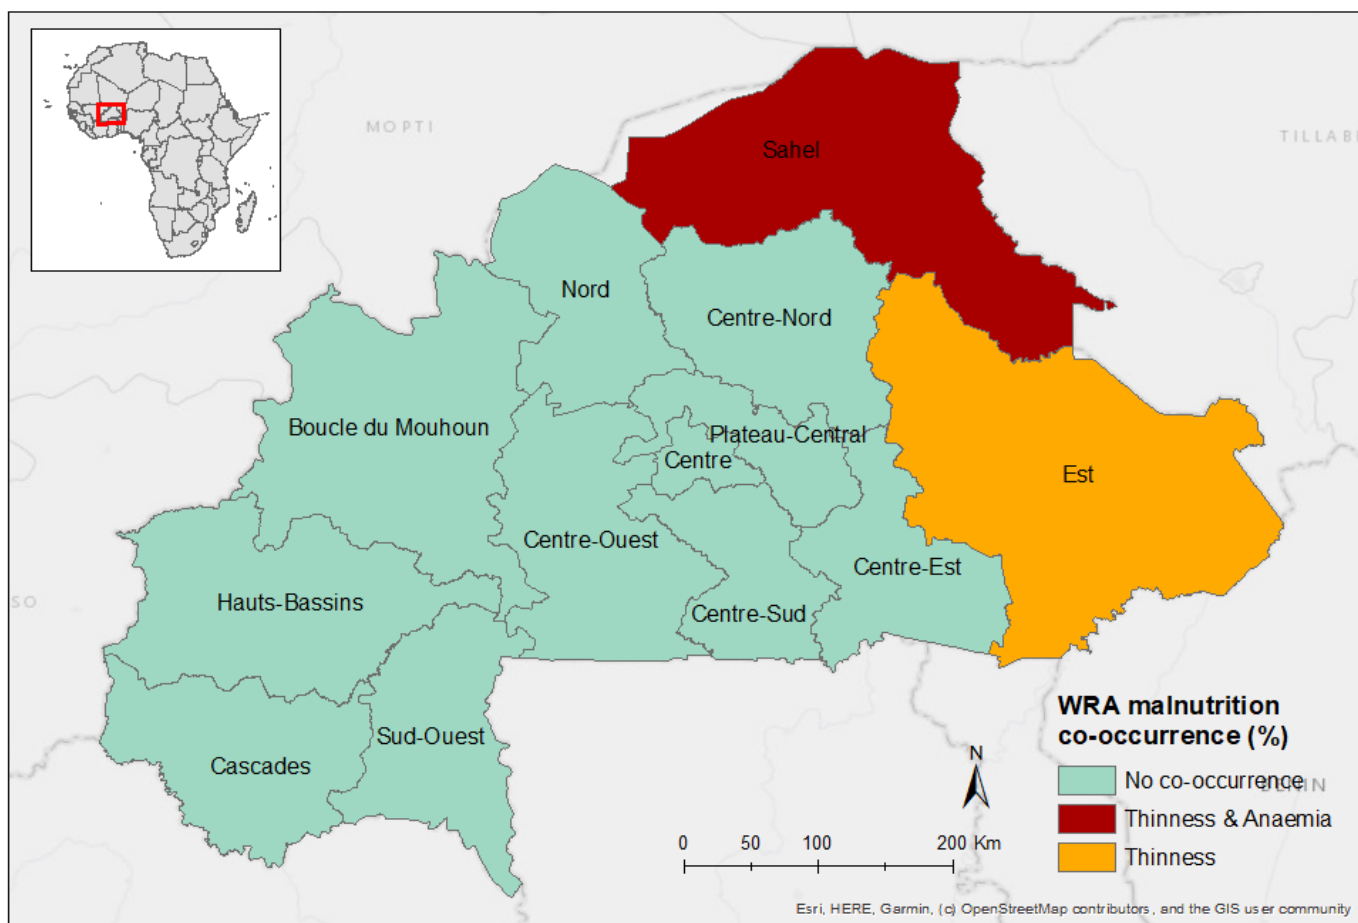 MOPTI
TILLABE
Sahel
Nord
Centre-Nord
Boucle du Mouhoun
Plateau-Central
Centre
Est
Centre-Ouest
Centre-Est
Hauts-Bassins
SO
Centre-Sud
Sud-Ouest
Cascades
WRA malnutrition
co-occurrence (%)
No co-occurrence
BENIN
Thinness & Anaemia
Thinness
N
0 50 100 200 Km
Esri, HERE, Garmin, (c) OpenStreetMap contributors, and the GIS user community